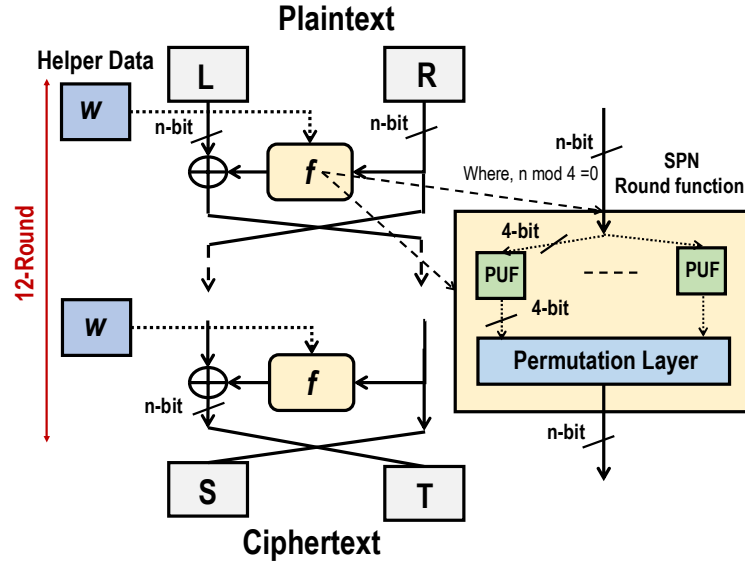 Plaintext
Helper Data
L
R
W
n-bit
n-bit
n-bit
f
Where, n mod 4 =0
SPN
Round function
4-bit
PUF
PUF
4-bit
Permutation Layer
n-bit
12-Round
W
f
n-bit
S
T
Ciphertext